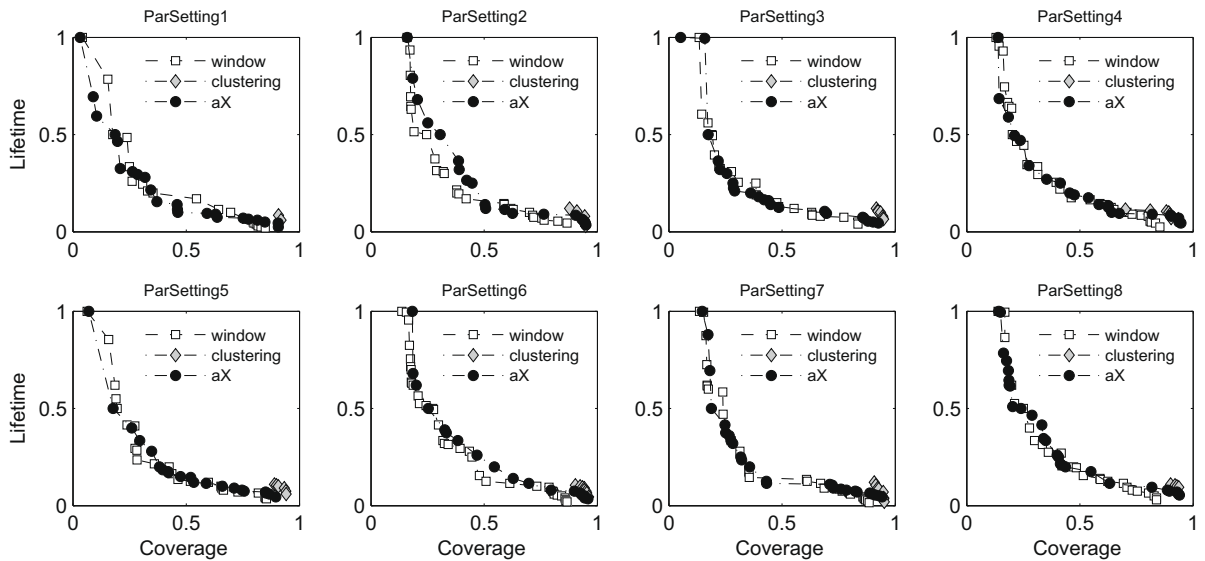 ParSetting1
ParSetting2
ParSetting3
ParSetting4
1
0.5
0
Lifetime
window
clustering
aX
0
0.5
1
1
0.5
0
window
clustering
aX
0
0.5
1
1
0.5
0
window
clustering
aX
0
0.5
1
1
0.5
0
window
clustering
aX
0
0.5
1
ParSetting5
ParSetting6
ParSetting7
ParSetting8
1
0.5
0
Lifetime
window
clustering
aX
0
0.5
1
Coverage
1
0.5
0
window
clustering
aX
0
0.5
1
Coverage
1
0.5
0
window
clustering
aX
0
0.5
1
Coverage
1
0.5
0
window
clustering
aX
0
0.5
1
Coverage